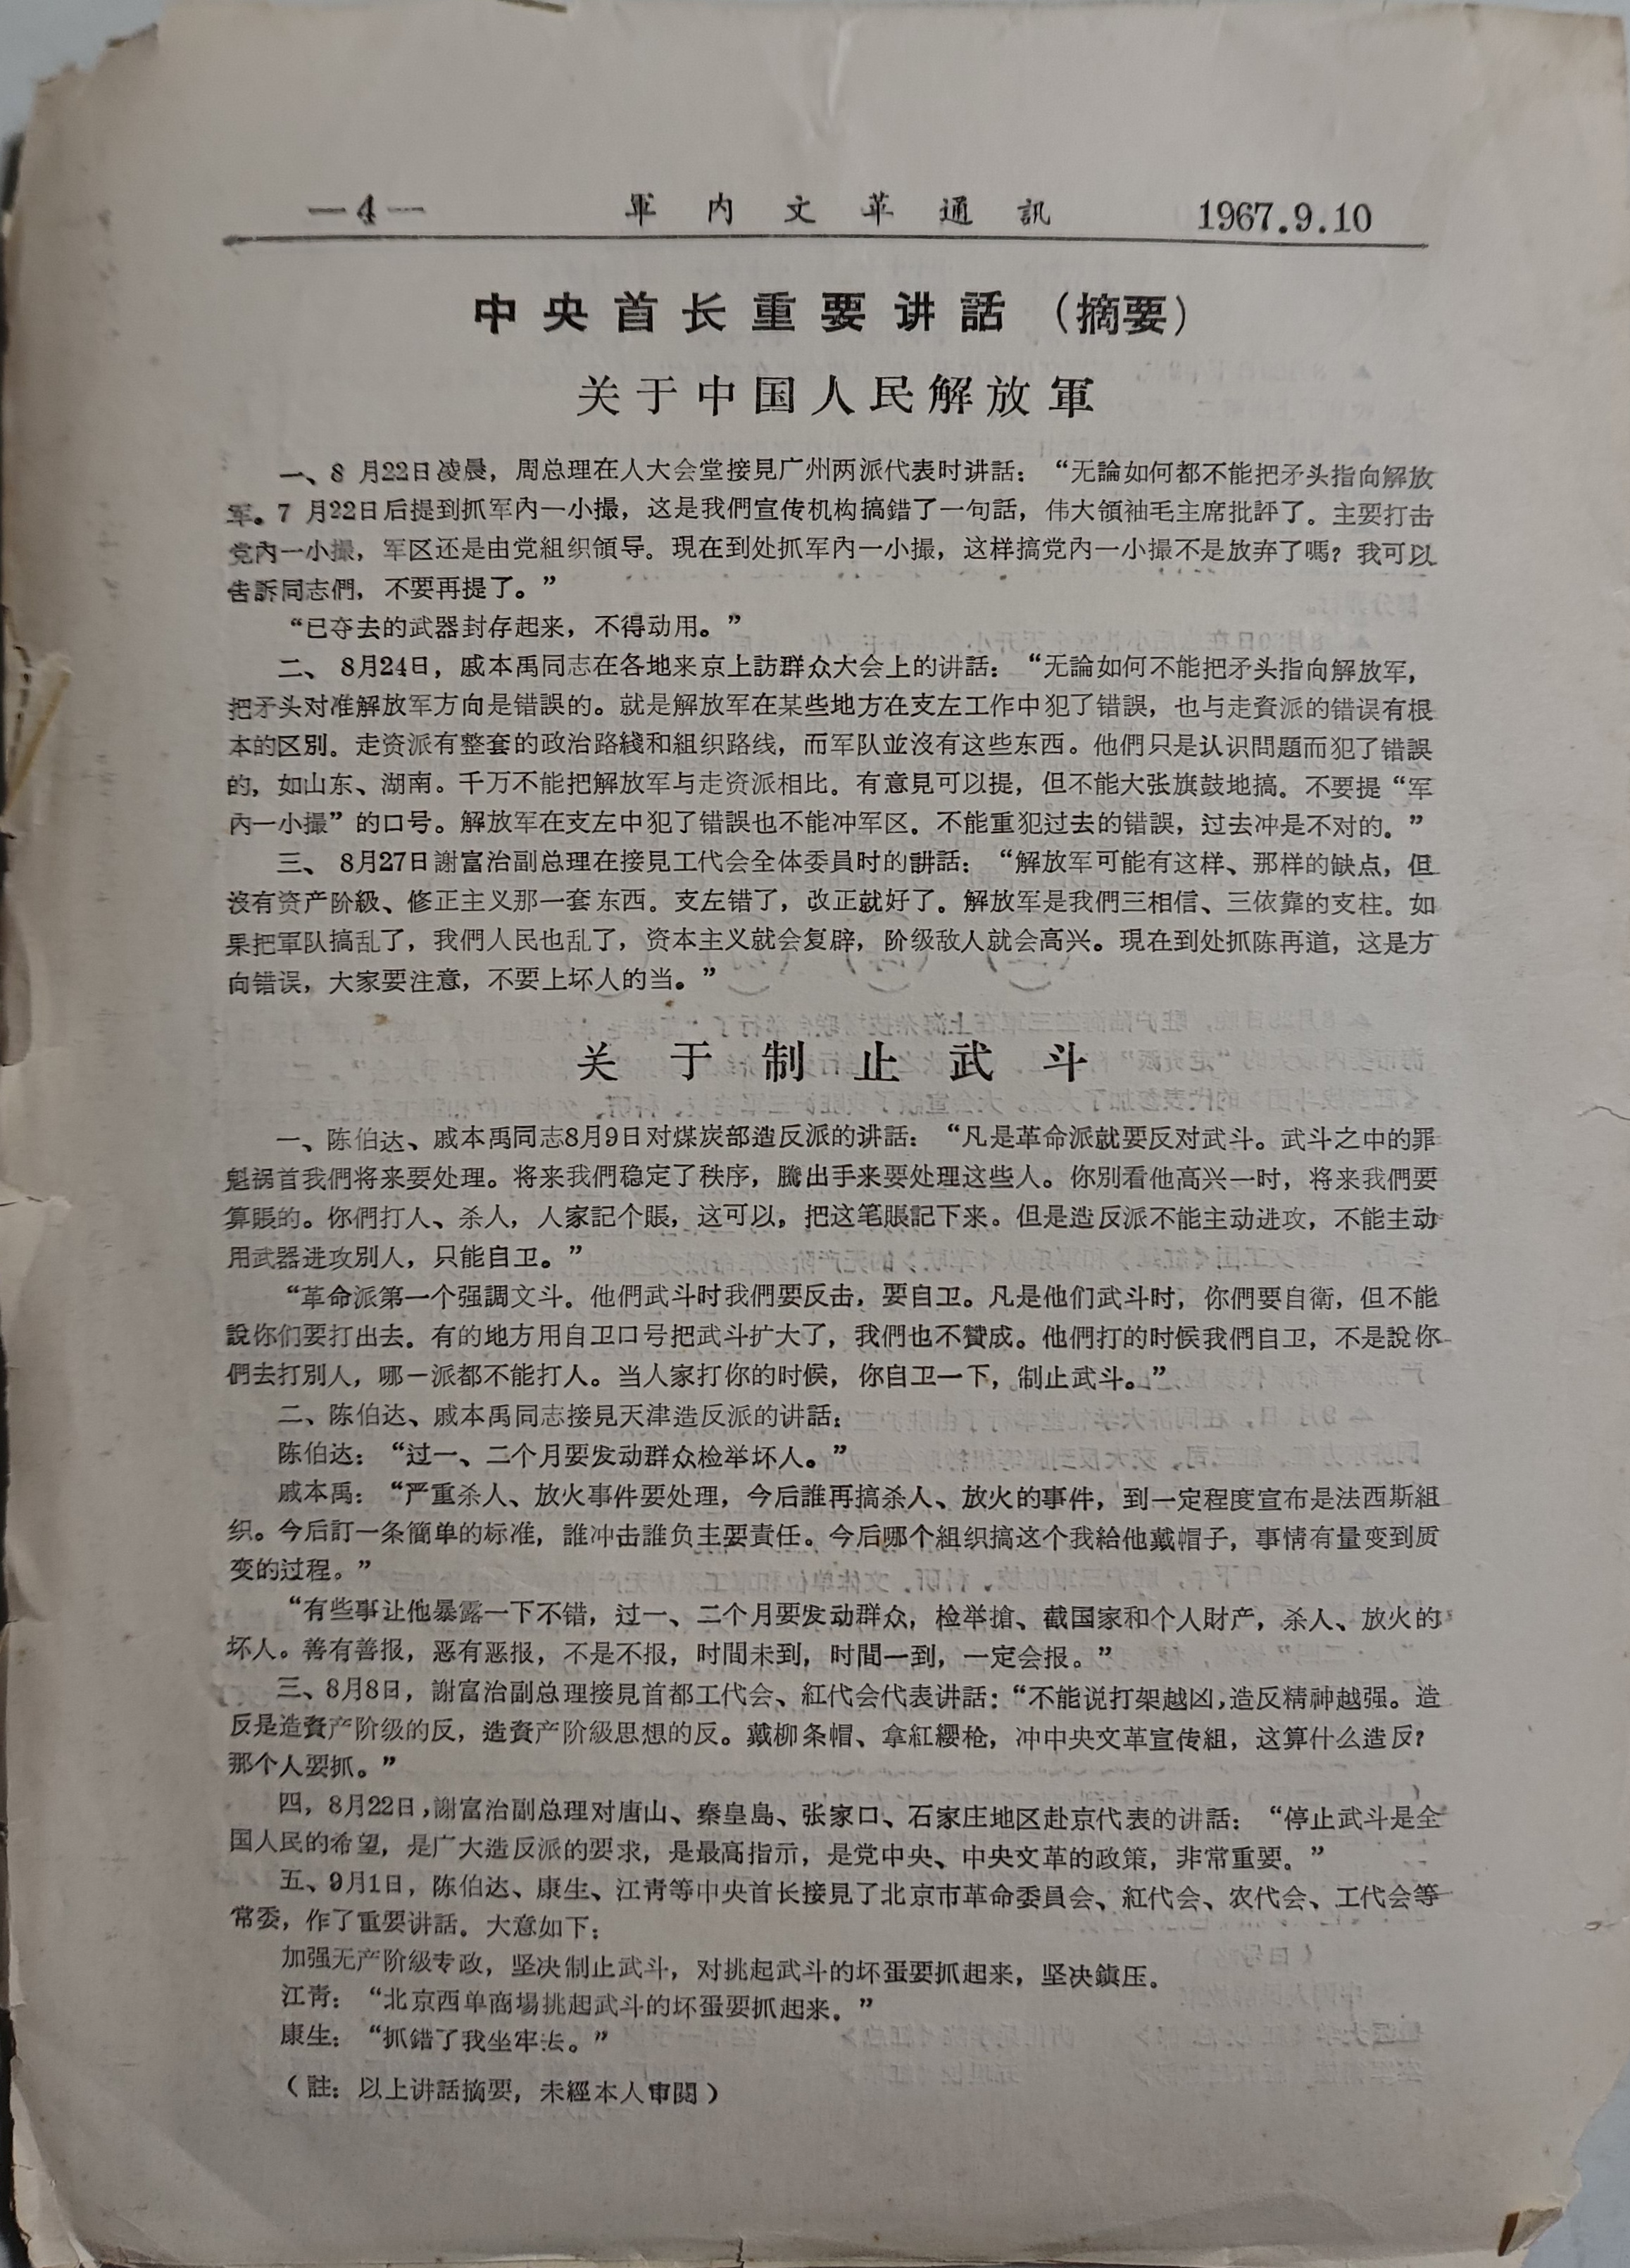 —4—　軍内文革通訊　1967.9.10
中央首长重要讲話（摘要）
关于中国人民解放軍
一、8月22日凌晨，周总理在人大会堂接見广州两派代表时讲話：“无論如何都不能把矛头指向解放
军。7月22日后提到抓军內一小撮，这是我們宣传机构搞錯了一句話，伟大領袖毛主席批評了。主要打击
党內一小撮，军区还是由党組织領导。現在到处抓军內一小撮，这样搞党內一小撮不是放弃了嗎？我可以
告訴同志們，不要再提了。”
“已夺去的武器封存起来，不得动用。”
二、8月24日，戚本禹同志在各地来京上訪群众大会上的讲話：“无論如何不能把矛头指向解放军，
把矛头对准解放军方向是错誤的。就是解放军在某些地方在支左工作中犯了错誤，也与走資派的错误有根
本的区别。走资派有整套的政治路綫和組织路线，而军队並沒有这些东西。他們只是认识問題而犯了错誤
的，如山东、湖南。千万不能把解放军与走资派相比。有意見可以提，但不能大张旗鼓地搞。不要提“军
內一小撮”的口号。解放军在支左中犯了错誤也不能冲军区。不能重犯过去的错誤，过去冲是不对的。”
三、8月27日謝富治副总理在接見工代会全体委員时的講話：“解放军可能有这样、那样的缺点，但
沒有资产阶級、修正主义那一套东西。支左错了，改正就好了。解放军是我們三相信、三依靠的支柱。如
果把軍队搞乱了，我們人民也乱了，资本主义就会复辟，阶级敌人就会高兴。現在到处抓陈再道，这是方
向错误，大家要注意，不要上坏人的当。”
关于制止武斗
一、陈伯达、戚本禹同志8月9日对煤炭部造反派的讲話：“凡是革命派就要反对武斗。武斗之中的罪
魁祸首我們将来要处理。将来我們稳定了秩序，騰出手来要处理这些人。你別看他高兴一时，将来我們要
算賬的。你們打人、杀人，人家記个賬，这可以，把这笔賬記下来。但是造反派不能主动进攻，不能主动
用武器进攻別人，只能自卫。”
“革命派第一个强調文斗。他們武斗时我們要反击，要自卫。凡是他们武斗时，你們要自衛，但不能
說你们要打出去。有的地方用自卫口号把武斗扩大了，我們也不贊成。他們打的时候我們自卫，不是說你
們去打別人，哪一派都不能打人。当人家打你的时候，你自卫一下，制止武斗。”
二、陈伯达、戚本禹同志接見天津造反派的讲話：
陈伯达：“过一、二个月要发动群众检举坏人。”
戚本禹：“严重杀人、放火事件要处理，今后誰再搞杀人、放火的事件，到一定程度宣布是法西斯組
织。今后訂一条簡单的标准，誰冲击誰负主要責任。今后哪个組织搞这个我給他戴帽子，事情有量变到质
变的过程。”
“有些事让他暴露一下不错，过一、二个月要发动群众，检举搶、截国家和个人財产，杀人、放火的
坏人。善有善报，恶有恶报，不是不报，时間未到，时間一到，一定会报。”
三、8月8日，謝富治副总理接見首都工代会、紅代会代表讲話：“不能说打架越凶，造反精神越强。造
反是造資产阶级的反，造資产阶級思想的反。戴柳条帽、拿紅纓枪，冲中央文革宣传組，这算什么造反？
那个人要抓。”
四，8月22日，謝富治副总理对唐山、秦皇島、张家口、石家庄地区赴京代表的讲話：“停止武斗是全
国人民的希望，是广大造反派的要求，是最高指示，是党中央、中央文革的政策，非常重要。”
五、9月1日，陈伯达、康生、江青等中央首长接見了北京市革命委員会、紅代会、农代会、工代会等
常委，作了重要讲話。大意如下：
加强无产阶級专政，坚决制止武斗，对挑起武斗的坏蛋要抓起来，坚决鎮压。
江青：“北京西单商場挑起武斗的坏蛋要抓起来。”
康生：“抓錯了我坐牢去。”
（註：以上讲話摘要，未經本人审閱）